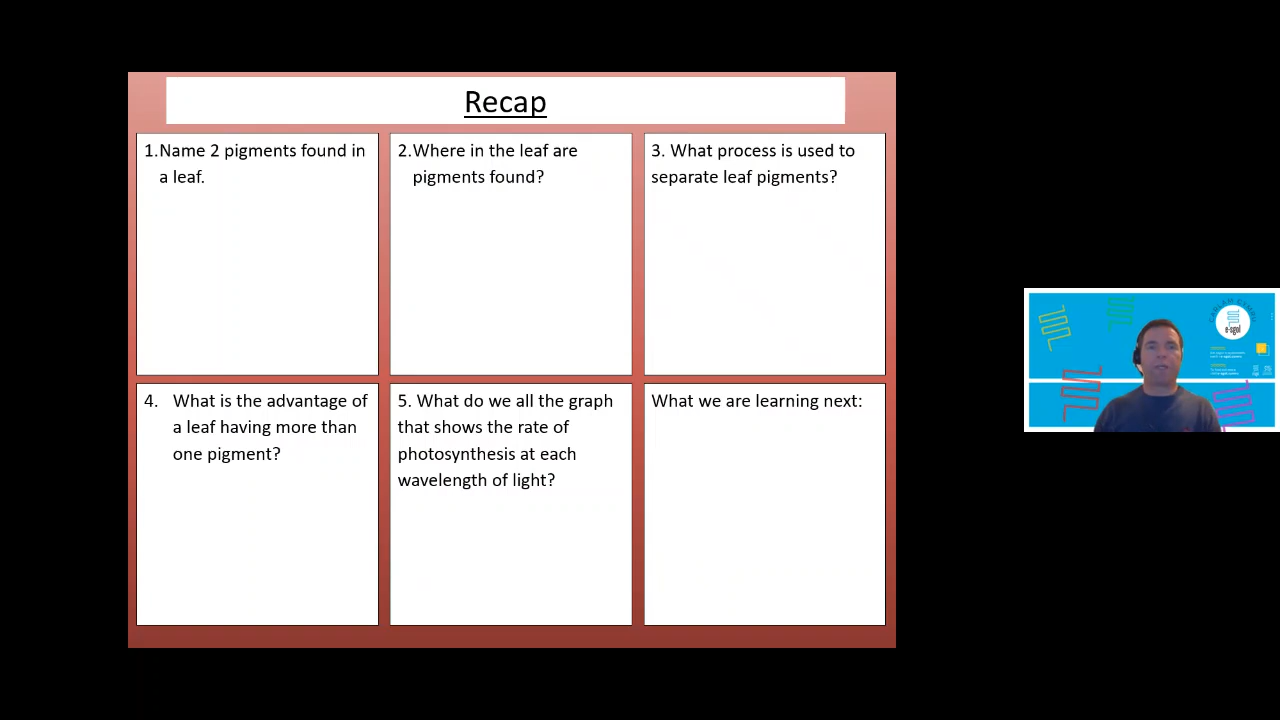 Recap
1.Name 2 pigments found in
a leaf.
2.Where in the leaf are
pigments found?
3. What process is used to
separate leaf pigments?
4. What is the advantage of
a leaf having more than
one pigment?
5. What do we all the graph
that shows the rate of
photosynthesis at each
wavelength of light?
What we are learning next:
e-sgol